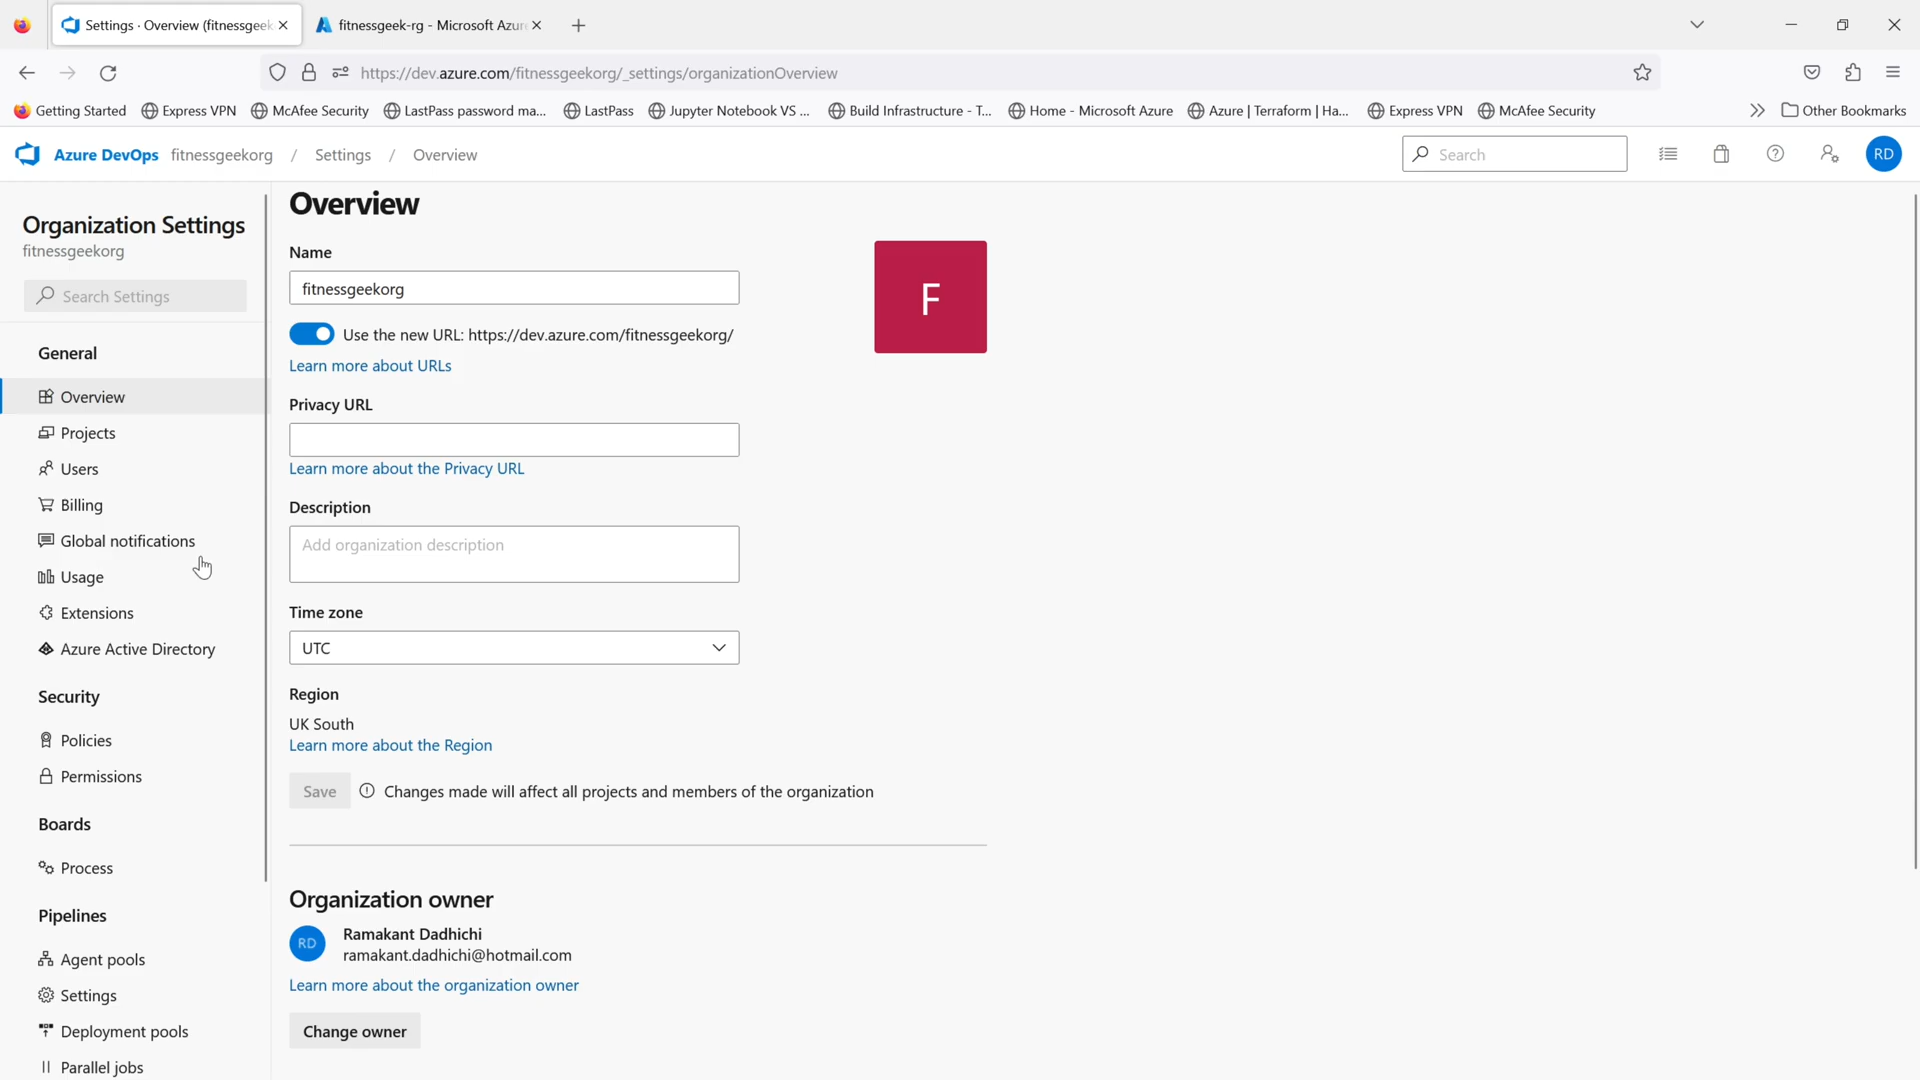 Settings · Overview (fitnessgeek
fitnessgeek-rg - Microsoft Azur
https://dev.azure.com/fitnessgeekorg/_settings/organizationOverview
Getting Started
Express VPN
McAfee Security
LastPass password ma...
LastPass
Jupyter Notebook VS ...
Build Infrastructure - T...
Home - Microsoft Azure
Azure | Terraform | Ha...
Express VPN
McAfee Security
Other Bookmarks
Azure DevOps fitnessgeekorg / Settings / Overview
Search
RD
Organization Settings
fitnessgeekorg
Search Settings
General
Overview
Projects
Users
Billing
Global notifications
Usage
Extensions
Azure Active Directory
Security
Policies
Permissions
Boards
Process
Pipelines
Agent pools
Settings
Deployment pools
Parallel jobs
Overview
Name
fitnessgeekorg
F
Use the new URL: https://dev.azure.com/fitnessgeekorg/
Learn more about URLs
Privacy URL
Learn more about the Privacy URL
Description
Add organization description
Time zone
UTC
Region
UK South
Learn more about the Region
Save
Changes made will affect all projects and members of the organization
Organization owner
RD
Ramakant Dadhichi
ramakant.dadhichi@hotmail.com
Learn more about the organization owner
Change owner